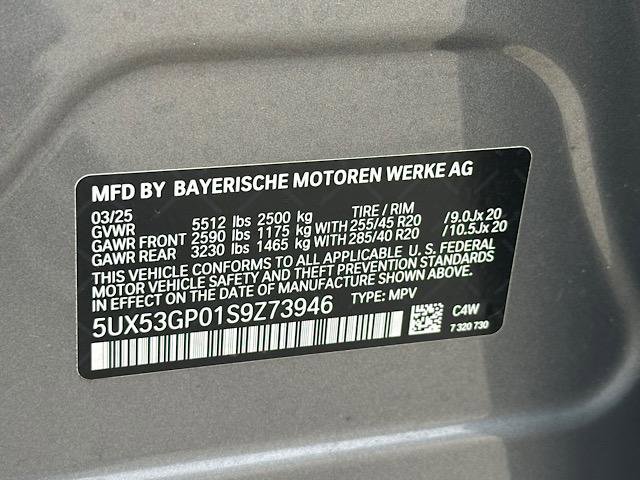 MFD BY BAYERISCHE MOTOREN WERKE AG
03/25 TIRE / RIM
GVWR 5512 lbs 2500 kg
GAWR FRONT 2590 lbs 1175 kg WITH 255/45 R20 /9.0Jx20
GAWR REAR 3230 lbs 1465 kg WITH 285/40 R20 /10.5Jx20
THIS VEHICLE CONFORMS TO ALL APPLICABLE U. S. FEDERAL
MOTOR VEHICLE SAFETY AND THEFT PREVENTION STANDARDS
IN EFFECT ON THE DATE OF MANUFACTURE SHOWN ABOVE.
5UX53GP01S9Z73946 TYPE: MPV
C4W
7 320 730